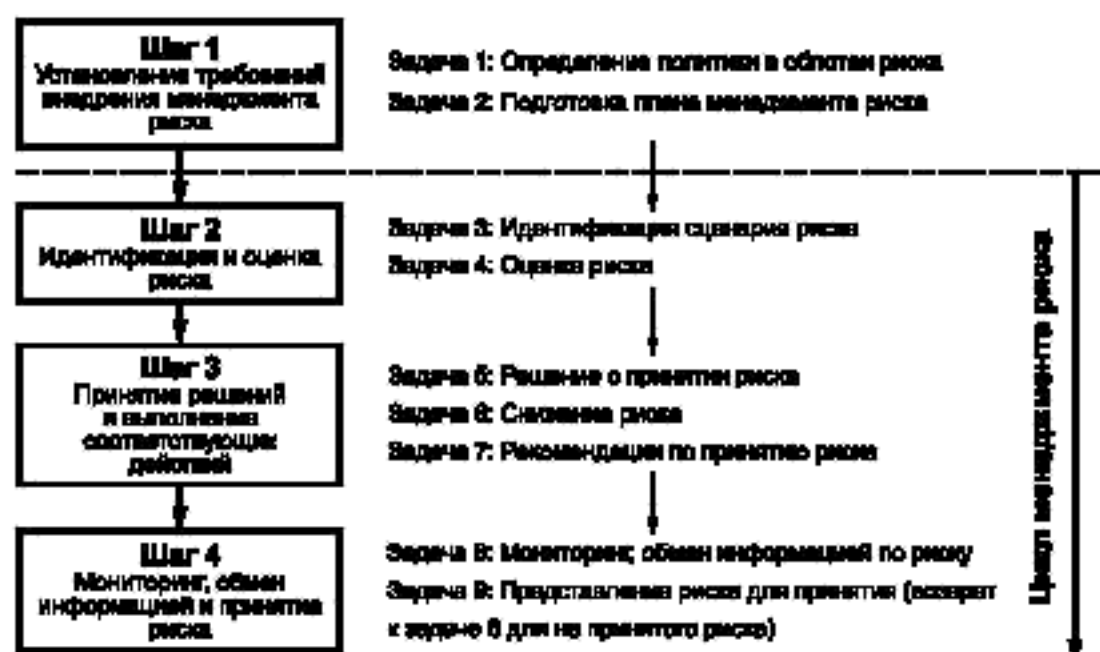 Шаг 1
Установление требований
внедрения менеджмента
риска
Задача 1: Определение политики в области риска
Задача 2: Подготовка плана менеджмента риска
Шаг 2
Идентификация и оценка
риска
Задача 3: Идентификация сценария риска
Задача 4: Оценка риска
Шаг 3
Принятие решений
и выполнение
соответствующих
действий
Задача 5: Решение о принятии риска
Задача 6: Снижение риска
Задача 7: Рекомендации по принятию риска
Шаг 4
Мониторинг, обмен
информацией и принятие
риска
Задача 8: Мониторинг, обмен информацией по риску
Задача 9: Представление риска для принятия (возврат
к задаче 6 для не принятого риска)
Цикл менеджмента риска